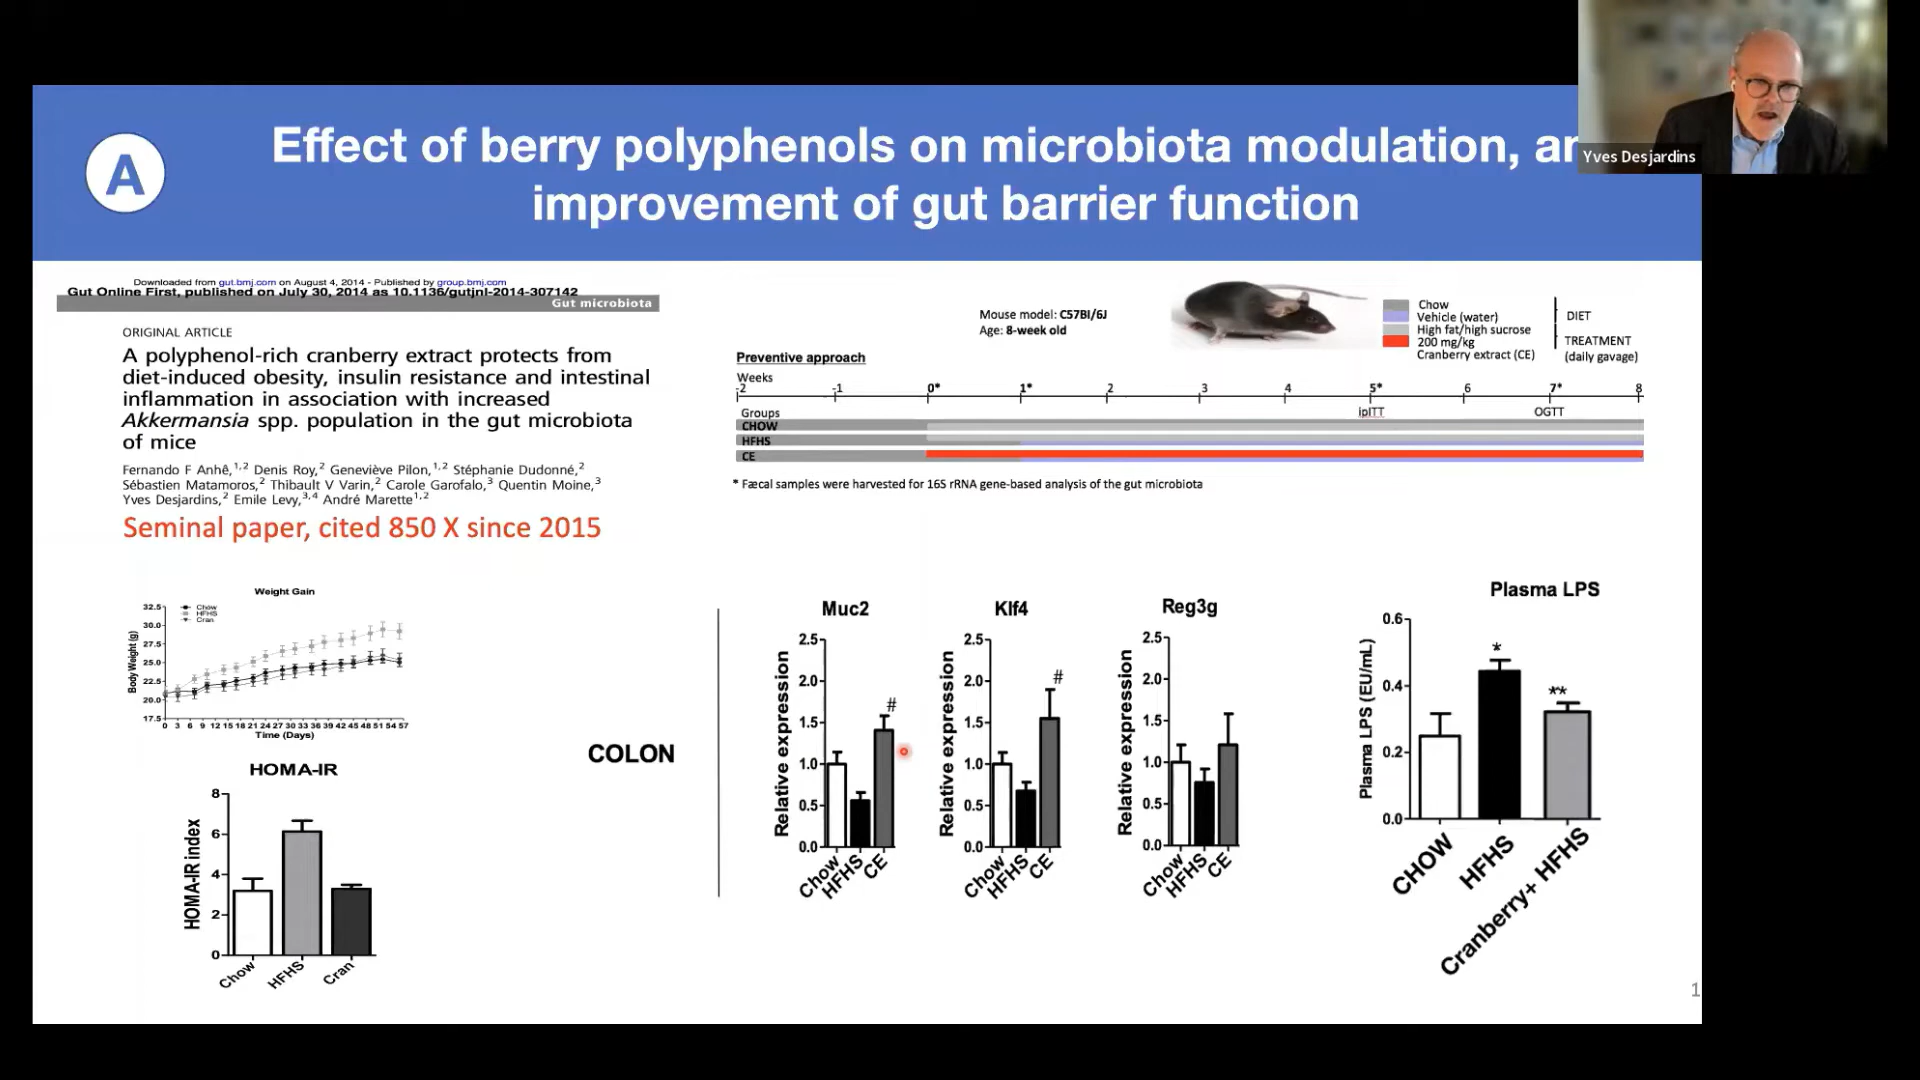 Yves Desjardins
A
Effect of berry polyphenols on microbiota modulation, an
improvement of gut barrier function
Downloaded from gut.bmj.com on August 4, 2014 - Published by group.bmj.com
Gut Online First, published on July 30, 2014 as 10.1136/gutjnl-2014-307142
Gut microbiota
ORIGINAL ARTICLE
A polyphenol-rich cranberry extract protects from
diet-induced obesity, insulin resistance and intestinal
inflammation in association with increased
Akkermansia spp. population in the gut microbiota
of mice
Fernando F Anhê,1,2 Denis Roy,2 Geneviève Pilon,1,2 Stéphanie Dudonné,2
Sébastien Matamoros,2 Thibault V Varin,2 Carole Garofalo,3 Quentin Moine,3
Yves Desjardins,2 Emile Levy,3,4 André Marette1,2
Seminal paper, cited 850 X since 2015
Mouse model: C57Bl/6J
Age: 8-week old
Chow
Vehicle (water)
High fat/high sucrose
200 mg/kg
Cranberry extract (CE)
DIET
TREATMENT
(daily gavage)
Preventive approach
Weeks
-2 -1 0* 1* 2 3 4 5* 6 7* 8
Groups ipITT OGTT
CHOW
HFHS
CE
* Fæcal samples were harvested for 16S rRNA gene-based analysis of the gut microbiota
Weight Gain
Chow
HFHS
Cran
Body Weight (g)
32.5
30.0
27.5
25.0
22.5
20.0
17.5
0 3 6 9 12 15 18 21 24 27 30 33 36 39 42 45 48 51 54 57
Time (Days)
HOMA-IR
HOMA-IR index
8
6
4
2
0
Chow HFHS Cran
COLON
Muc2
Relative expression
2.5
2.0
1.5
1.0
0.5
0.0
#
Chow HFHS CE
Klf4
Relative expression
2.5
2.0
1.5
1.0
0.5
0.0
#
Chow HFHS CE
Reg3g
Relative expression
2.5
2.0
1.5
1.0
0.5
0.0
Chow HFHS CE
Plasma LPS
Plasma LPS (EU/mL)
0.6
0.4
0.2
0.0
*
**
CHOW HFHS Cranberry+ HFHS
1